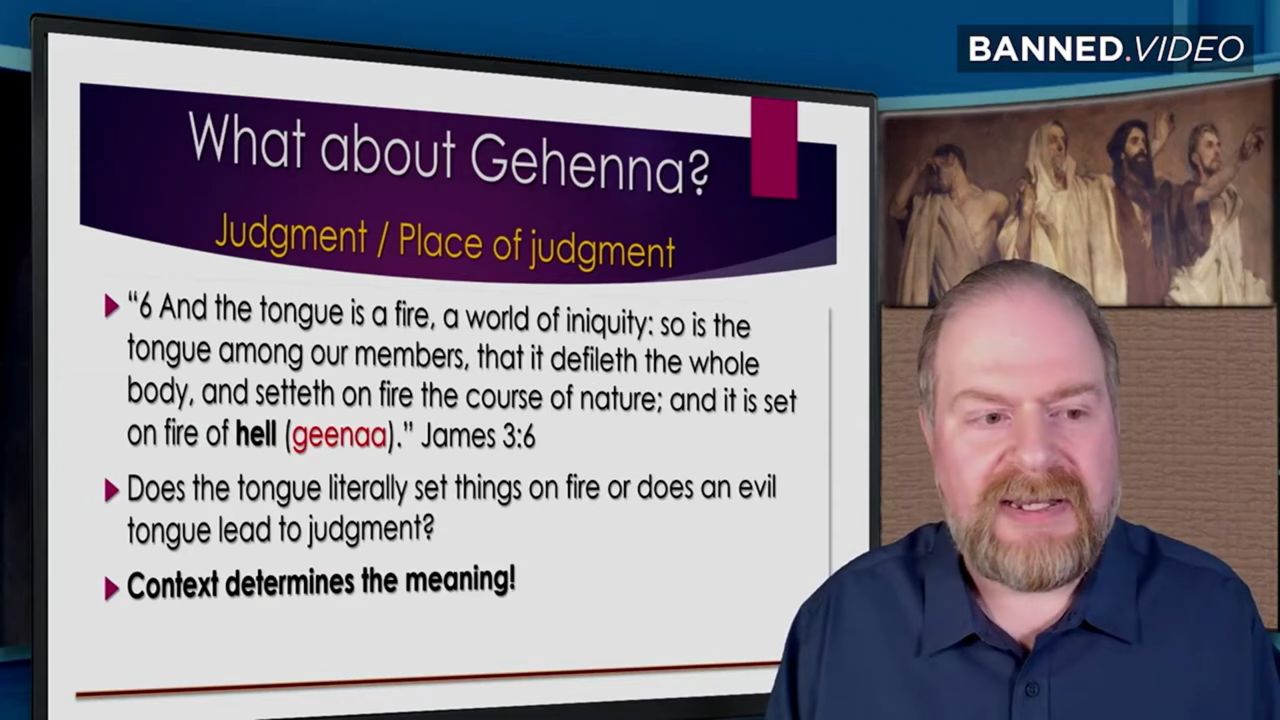 BANNED.VIDEO
What about Gehenna?
Judgment / Place of judgment
“6 And the tongue is a fire, a world of iniquity: so is the
tongue among our members, that it defileth the whole
body, and setteth on fire the course of nature; and it is set
on fire of hell (geenaa).” James 3:6
Does the tongue literally set things on fire or does an evil
tongue lead to judgment?
Context determines the meaning!